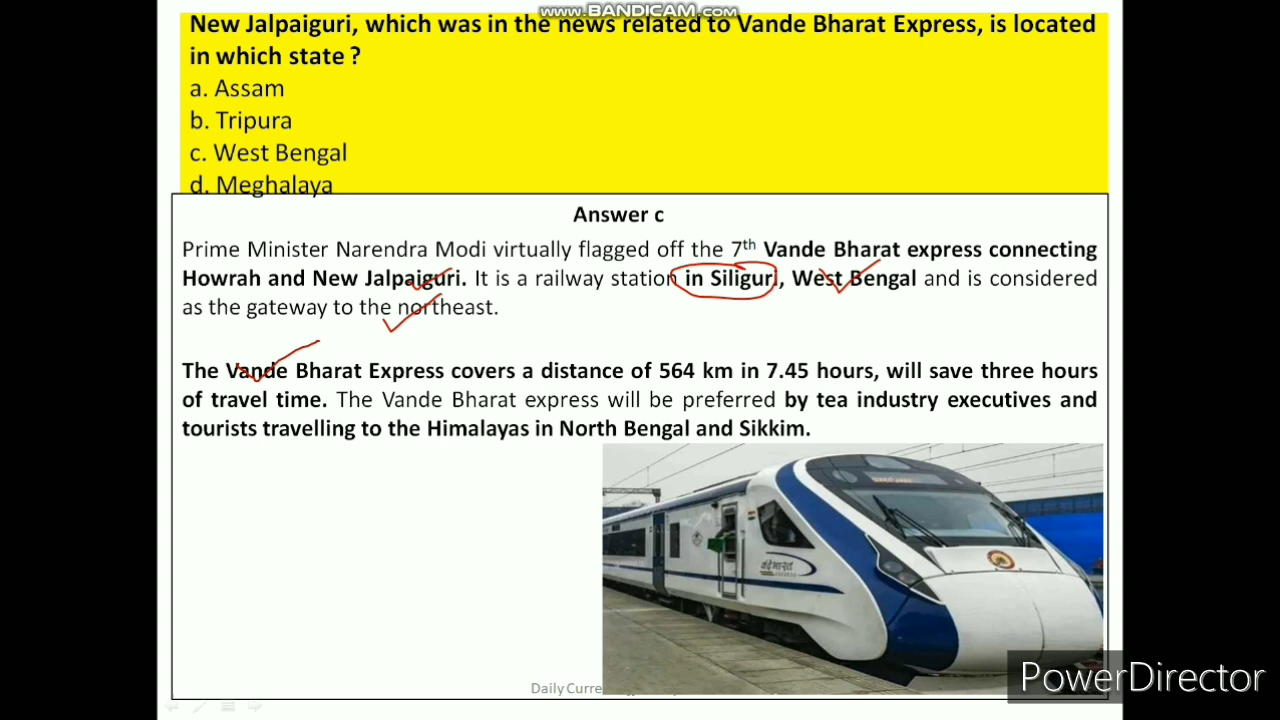 www.BANDICAM.com
New Jalpaiguri, which was in the news related to Vande Bharat Express, is located
in which state ?
a. Assam
b. Tripura
c. West Bengal
d. Meghalaya
Answer c
Prime Minister Narendra Modi virtually flagged off the 7th Vande Bharat express connecting
Howrah and New Jalpaiguri. It is a railway station in Siliguri, West Bengal and is considered
as the gateway to the northeast.
The Vande Bharat Express covers a distance of 564 km in 7.45 hours, will save three hours
of travel time. The Vande Bharat express will be preferred by tea industry executives and
tourists travelling to the Himalayas in North Bengal and Sikkim.
वंदे भारत
Daily
PowerDirector